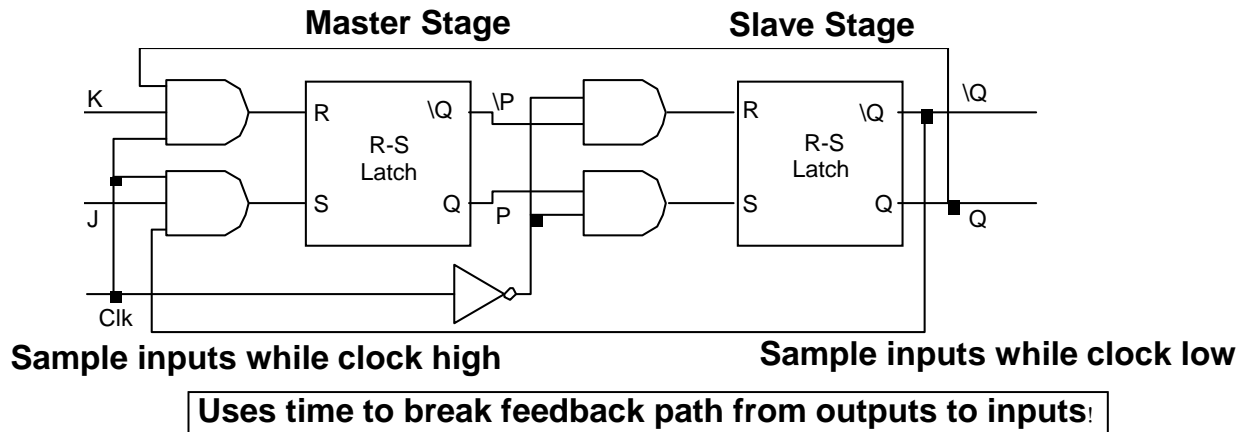 Master Stage
Slave Stage
K
R
\Q
\P
R
\Q
\Q
R-S
Latch
R-S
Latch
J
S
Q
P
S
Q
Q
Clk
Sample inputs while clock high
Sample inputs while clock low
Uses time to break feedback path from outputs to inputs!